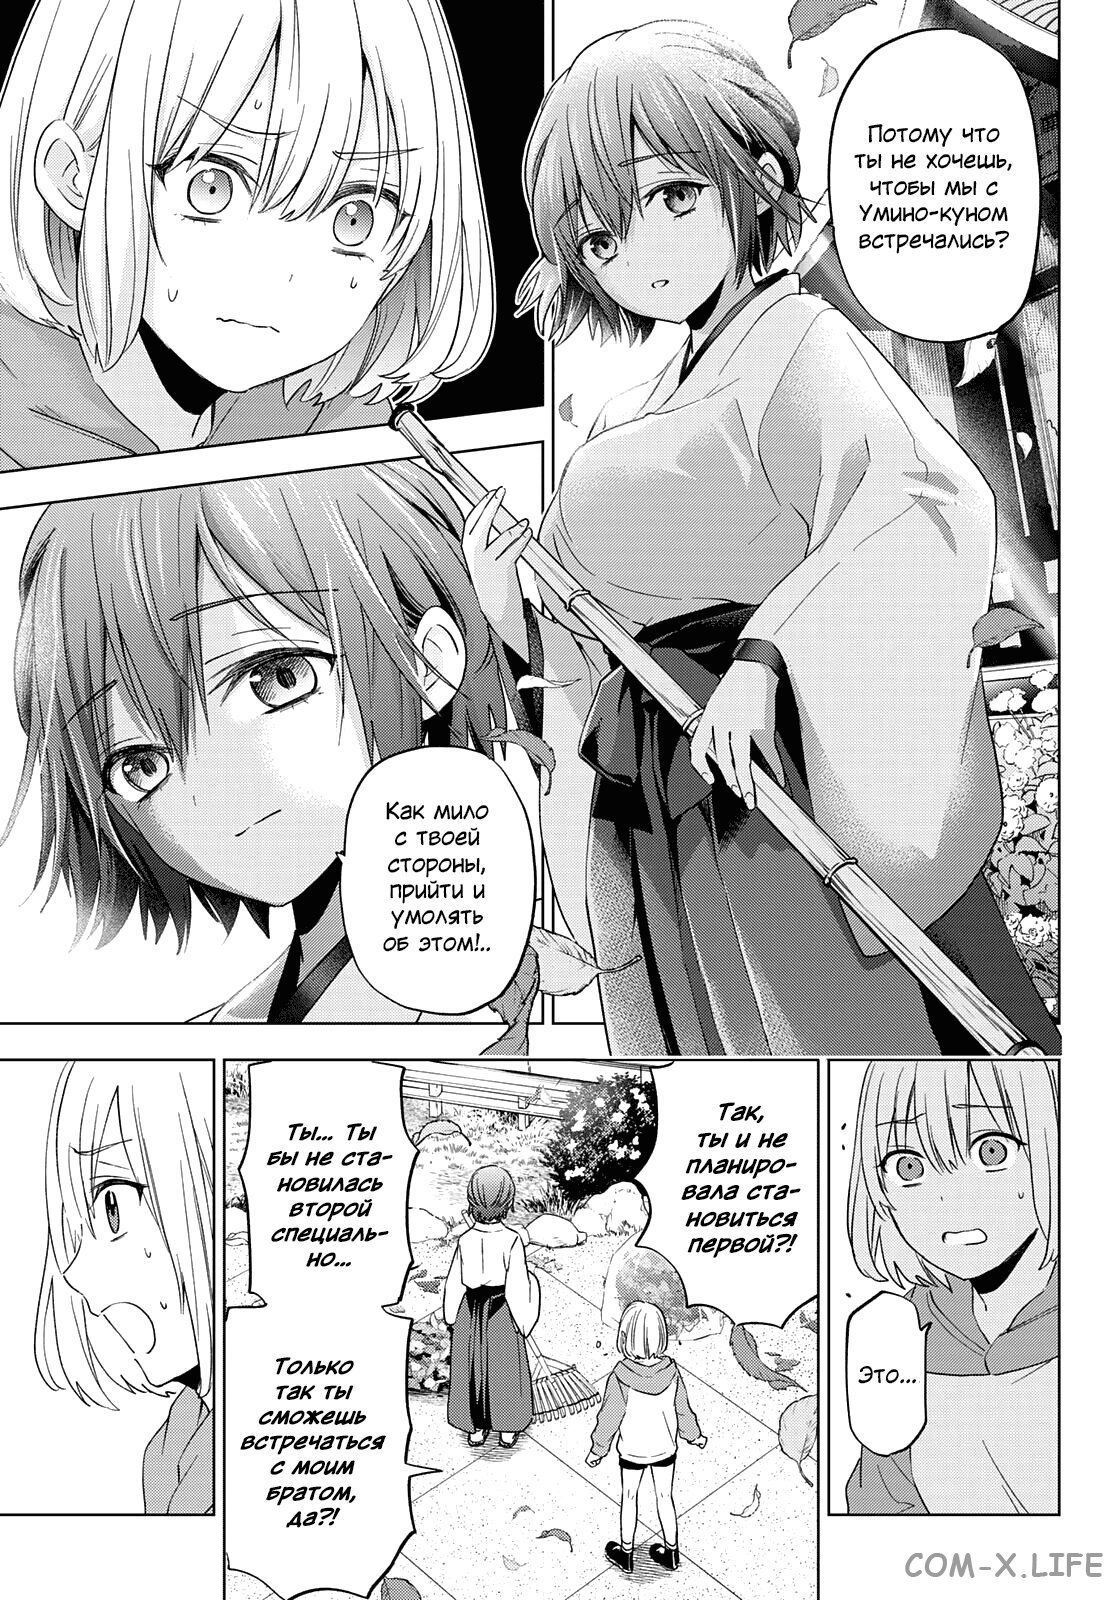 Потому что
ты не хочешь,
чтобы мы с
Умино-куном
встречались?
Как мило
с твоей
стороны,
прийти и
умолять
об этом!..
Это...
Так,
ты и не
планиро-
вала ста-
новиться
первой?!
Ты... Ты
бы не ста-
новилась
второй
специаль-
но...
Только
так ты
сможешь
встречаться
с моим
братом,
да?!
COM-X.LIFE